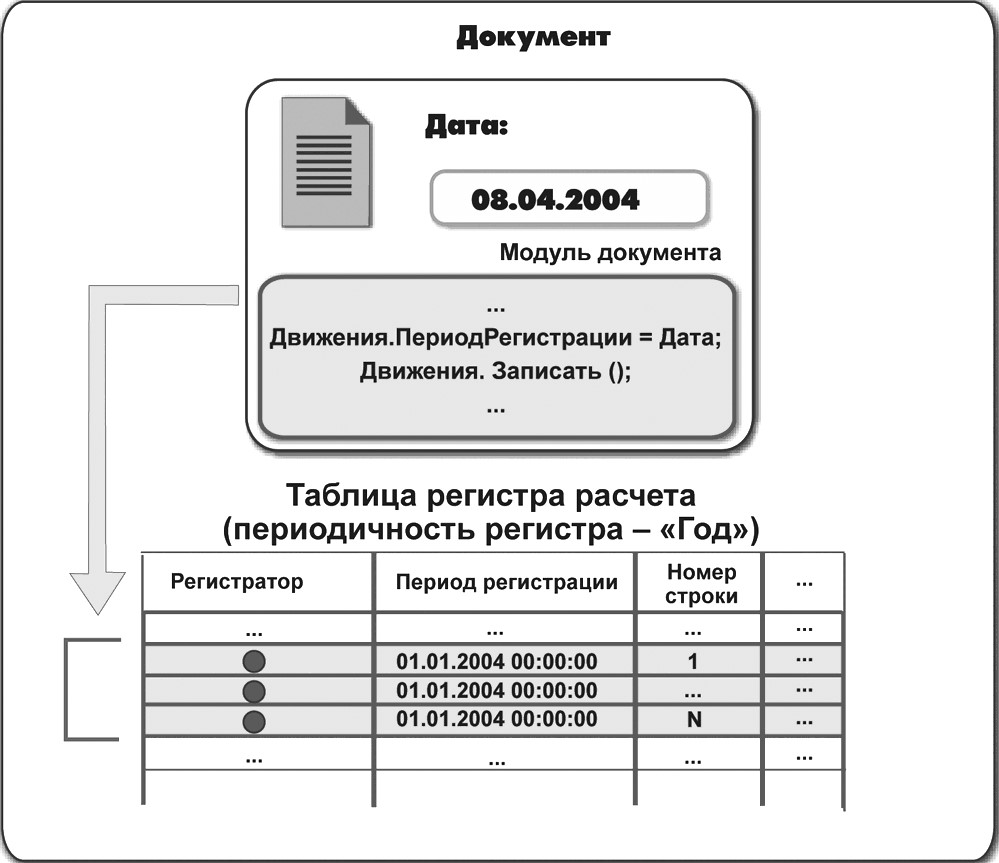 Документ
Дата:
08.04.2004
Модуль документа
...
Движения.ПериодРегистрации = Дата;
Движения. Записать ();
...
Таблица регистра расчета
(периодичность регистра – «Год»)
Регистратор Период регистрации Номер строки ...
... ... ... ...
01.01.2004 00:00:00 1 ...
01.01.2004 00:00:00 ... ...
01.01.2004 00:00:00 N ...
... ... ... ...